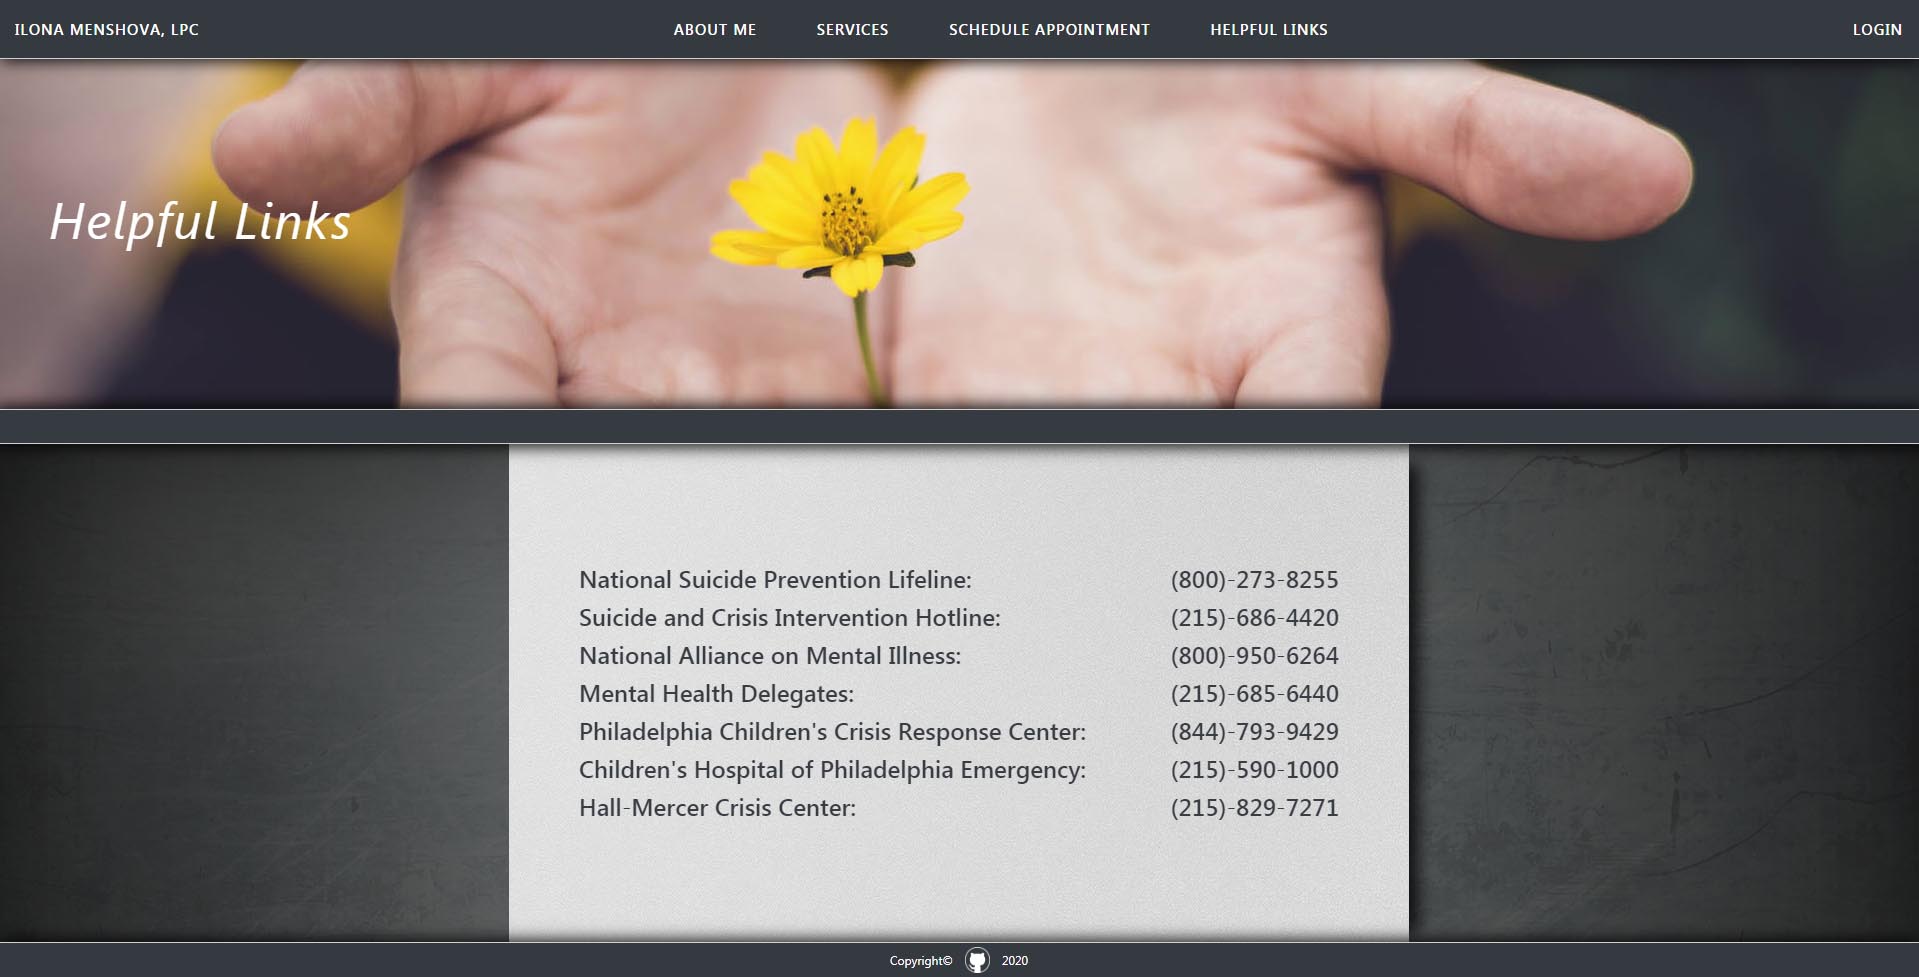 ILONA MENSHOVA, LPC ABOUT ME SERVICES SCHEDULE APPOINTMENT HELPFUL LINKS LOGIN
Helpful Links
National Suicide Prevention Lifeline: (800)-273-8255
Suicide and Crisis Intervention Hotline: (215)-686-4420
National Alliance on Mental Illness: (800)-950-6264
Mental Health Delegates: (215)-685-6440
Philadelphia Children's Crisis Response Center: (844)-793-9429
Children's Hospital of Philadelphia Emergency: (215)-590-1000
Hall-Mercer Crisis Center: (215)-829-7271
Copyright© 2020